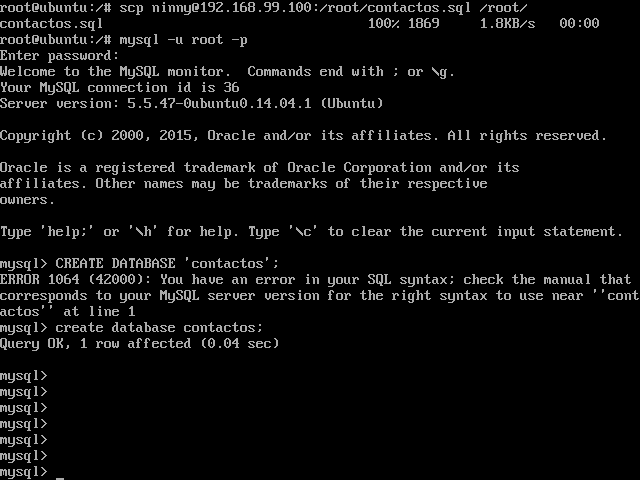 root@ubuntu:/# scp ninny@192.168.99.100:/root/contactos.sql /root/
contactos.sql 100% 1869 1.8KB/s 00:00
root@ubuntu:/# mysql -u root -p
Enter password:
Welcome to the MySQL monitor.  Commands end with ; or \g.
Your MySQL connection id is 36
Server version: 5.5.47-0ubuntu0.14.04.1 (Ubuntu)
Copyright (c) 2000, 2015, Oracle and/or its affiliates. All rights reserved.
Oracle is a registered trademark of Oracle Corporation and/or its
affiliates. Other names may be trademarks of their respective
owners.
Type 'help;' or '\h' for help. Type '\c' to clear the current input statement.
mysql> CREATE DATABASE 'contactos';
ERROR 1064 (42000): You have an error in your SQL syntax; check the manual that
corresponds to your MySQL server version for the right syntax to use near ''cont
actos'' at line 1
mysql> create database contactos;
Query OK, 1 row affected (0.04 sec)
mysql>
mysql>
mysql>
mysql>
mysql>
mysql>
mysql> _